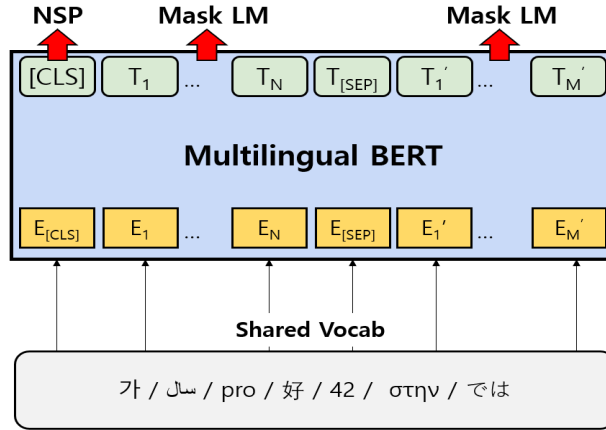 NSP Mask LM Mask LM
[CLS] T1 ... TN T[SEP] T1′ ... TM′
Multilingual BERT
E[CLS] E1 ... EN E[SEP] E1′ ... EM′
Shared Vocab
가 / سال / pro / 好 / 42 / στην / では